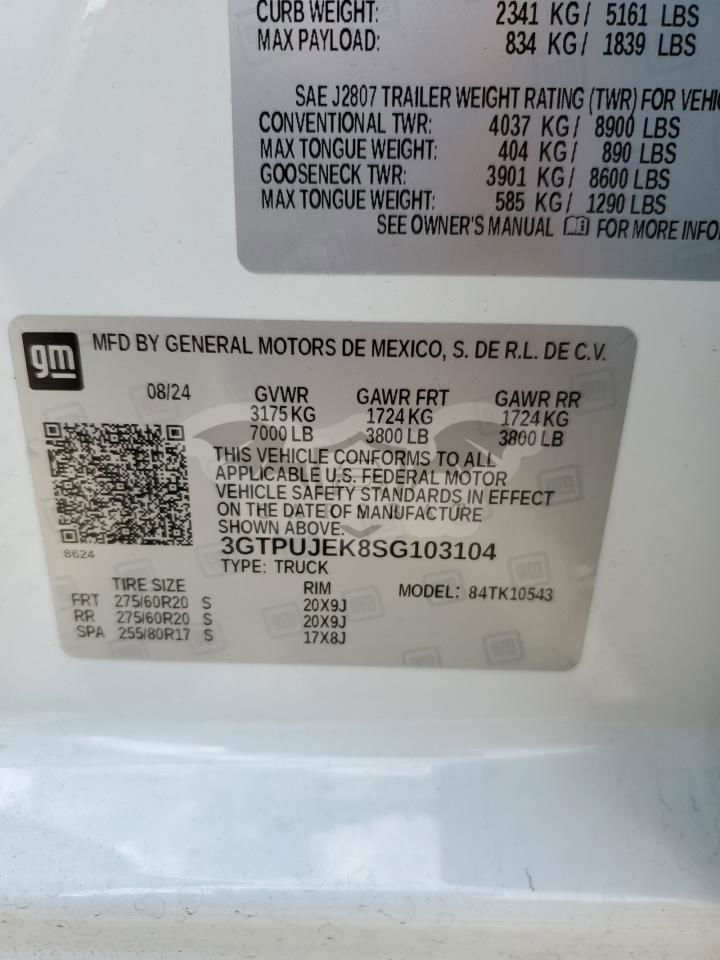 CURB WEIGHT: 2341 KG/ 5161 LBS
MAX PAYLOAD: 834 KG/ 1839 LBS
SAE J2807 TRAILER WEIGHT RATING (TWR) FOR VEHI
CONVENTIONAL TWR: 4037 KG/ 8900 LBS
MAX TONGUE WEIGHT: 404 KG/ 890 LBS
GOOSENECK TWR: 3901 KG/ 8600 LBS
MAX TONGUE WEIGHT: 585 KG/ 1290 LBS
SEE OWNER'S MANUAL FOR MORE INFO
gm MFD BY GENERAL MOTORS DE MEXICO, S. DE R.L. DE C.V.
08/24 GVWR GAWR FRT GAWR RR
3175 KG 1724 KG 1724 KG
7000 LB 3800 LB 3800 LB
THIS VEHICLE CONFORMS TO ALL
APPLICABLE U.S. FEDERAL MOTOR
VEHICLE SAFETY STANDARDS IN EFFECT
ON THE DATE OF MANUFACTURE
SHOWN ABOVE.
8624 3GTPUJEK8SG103104
TYPE: TRUCK
TIRE SIZE RIM MODEL: 84TK10543
FRT 275/60R20 S 20X9J
RR 275/60R20 S 20X9J
SPA 255/80R17 S 17X8J